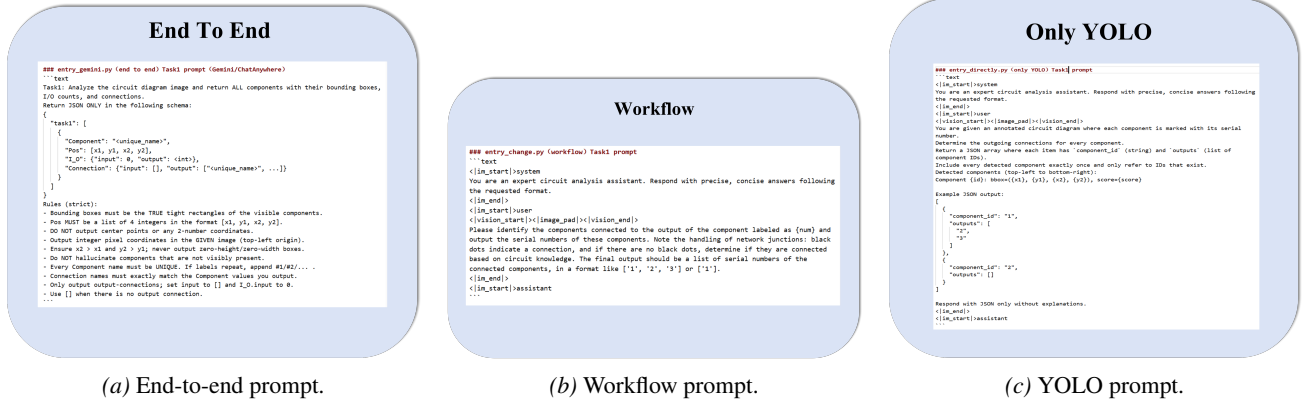 End To End
### entry_gemini.py (end to end) Task1 prompt (Gemini/ChatAnywhere)
```text
Task1: Analyze the circuit diagram image and return ALL components with their bounding boxes,
I/O counts, and connections.
Return JSON ONLY in the following schema:
{
"task1": [
{
"Component": "<unique_name>",
"Pos": [x1, y1, x2, y2],
"I_O": {"input": 0, "output": <int>},
"Connection": {"input": [], "output": ["<unique_name>", ...]}
}
]
}
Rules (strict):
- Bounding boxes must be the TRUE tight rectangles of the visible components.
- Pos MUST be a list of 4 integers in the format [x1, y1, x2, y2].
- DO NOT output center points or any 2-number coordinates.
- Output integer pixel coordinates in the GIVEN image (top-left origin).
- Ensure x2 > x1 and y2 > y1; never output zero-height/zero-width boxes.
- Do NOT hallucinate components that are not visibly present.
- Every Component name must be UNIQUE. If labels repeat, append #1/#2/... .
- Connection names must exactly match the Component values you output.
- Only output output-connections; set input to [] and I_O.input to 0.
- Use [] when there is no output connection.
```
(a) End-to-end prompt.
Workflow
### entry_change.py (workflow) Task1 prompt
```text
<|im_start|>system
You are an expert circuit analysis assistant. Respond with precise, concise answers following
the requested format.
<|im_end|>
<|im_start|>user
<|vision_start|><|image_pad|><|vision_end|>
Please identify the components connected to the output of the component labeled as {num} and
output the serial numbers of these components. Note the handling of network junctions: black
dots indicate a connection, and if there are no black dots, determine if they are connected
based on circuit knowledge. The final output should be a list of serial numbers of the
connected components, in a format like ['1', '2', '3'] or ['1'].
<|im_end|>
<|im_start|>assistant
```
(b) Workflow prompt.
Only YOLO
### entry_directly.py (only YOLO) Task1 prompt
```text
<|im_start|>system
You are an expert circuit analysis assistant. Respond with precise, concise answers following
the requested format.
<|im_end|>
<|im_start|>user
<|vision_start|><|image_pad|><|vision_end|>
You are given an annotated circuit diagram where each component is marked with its serial
number.
Determine the outgoing connections for every component.
Return a JSON array where each item has `component_id` (string) and `outputs` (list of
component IDs).
Include every detected component exactly once and only refer to IDs that exist.
Detected components (top-left to bottom-right):
Component {id}: bbox=({x1}, {y1}, {x2}, {y2}), score={score}
Example JSON output:
[
{
"component_id": "1",
"outputs": [
"2",
"3"
]
},
{
"component_id": "2",
"outputs": []
}
]
Respond with JSON only without explanations.
<|im_end|>
<|im_start|>assistant
```
(c) YOLO prompt.